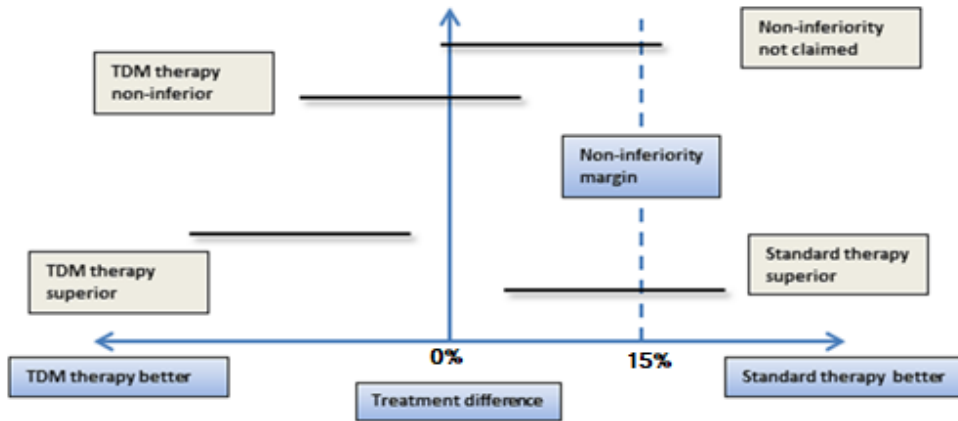 Non-inferiority
not claimed
TDM therapy
non-inferior
Non-inferiority
margin
TDM therapy
superior
Standard therapy
superior
0%
15%
TDM therapy better
Treatment difference
Standard therapy better